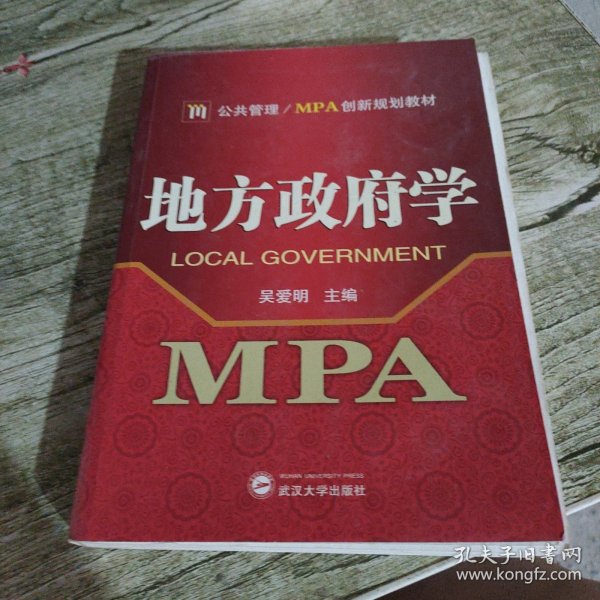 公共管理/MPA创新规划教材
地方政府学
LOCAL GOVERNMENT
吴爱明 主编
MPA
WUHAN UNIVERSITY PRESS
武汉大学出版社
孔夫子旧书网
www.kongfz.com